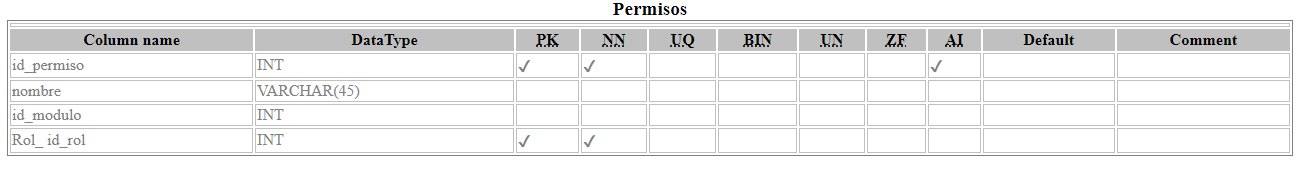 Permisos
Column name DataType PK NN UQ BIN UN ZF AI Default Comment
id_permiso INT ✓ ✓ ✓
nombre VARCHAR(45)
id_modulo INT
Rol_ id_rol INT ✓ ✓